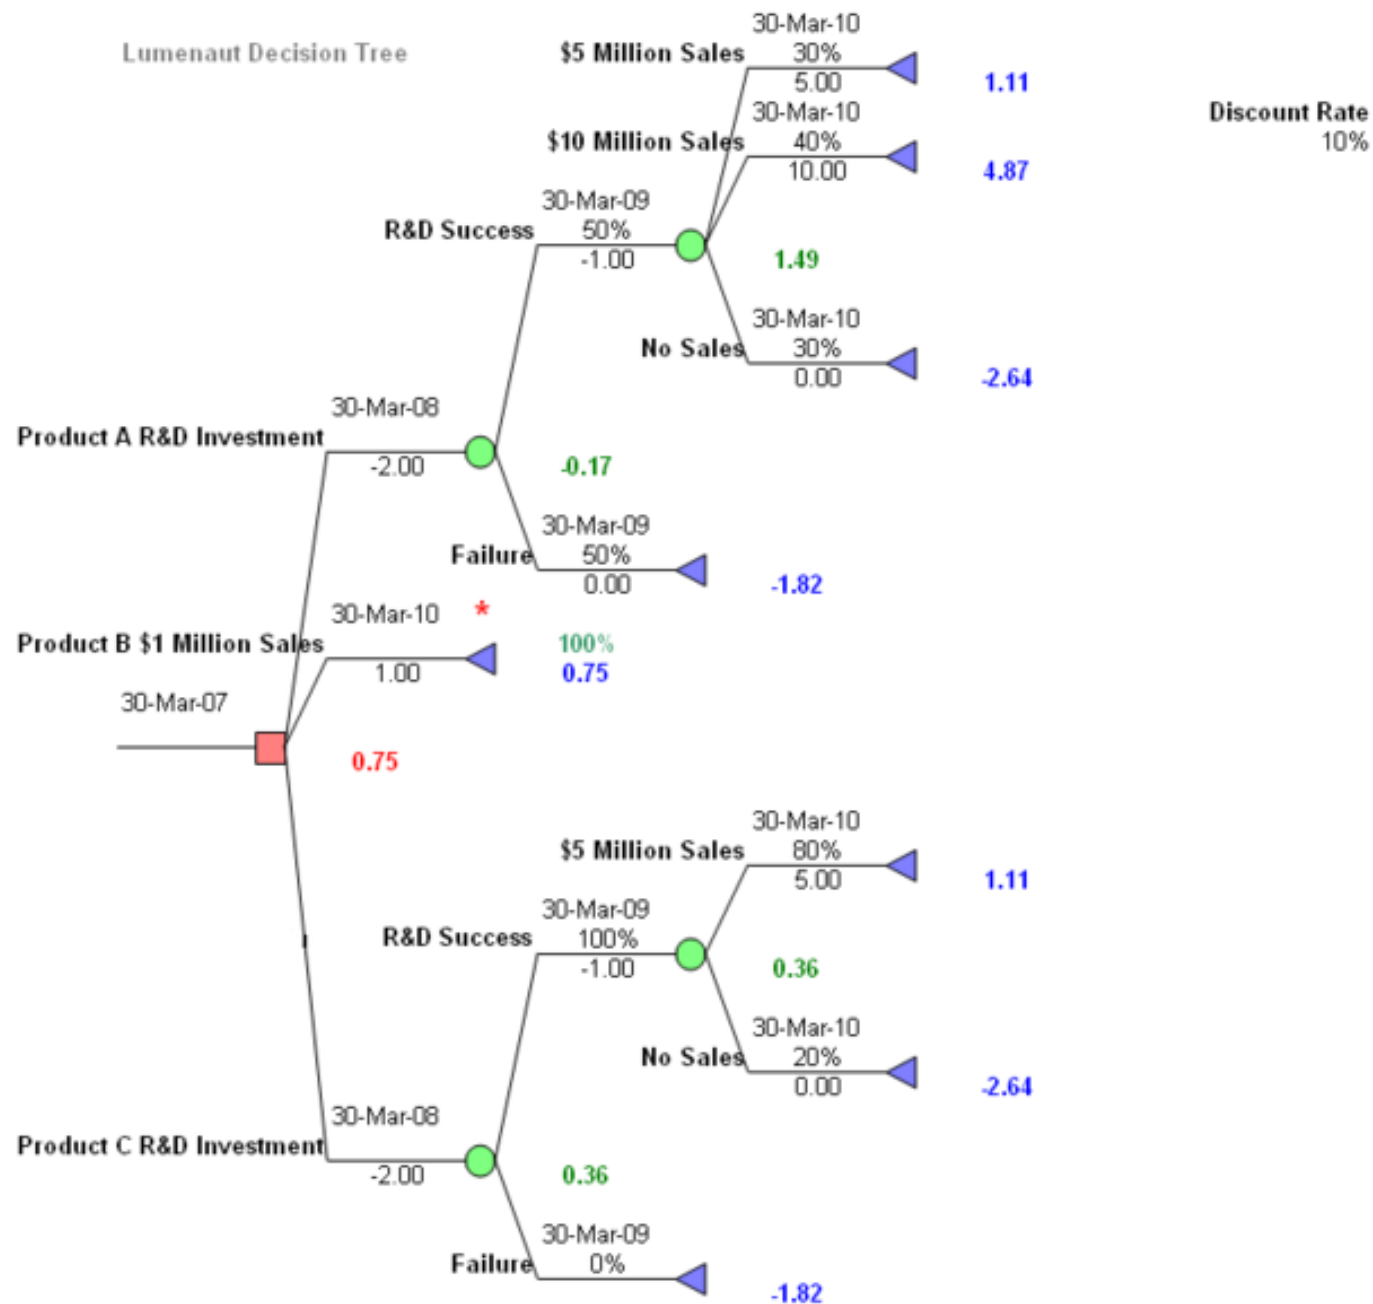 Lumenaut Decision Tree
Discount Rate
10%
$5 Million Sales
30-Mar-10
30%
5.00
1.11
$10 Million Sales
30-Mar-10
40%
10.00
4.87
R&D Success
30-Mar-09
50%
-1.00
1.49
No Sales
30-Mar-10
30%
0.00
-2.64
Product A R&D Investment
30-Mar-08
-2.00
-0.17
Failure
30-Mar-09
50%
0.00
-1.82
Product B $1 Million Sales
30-Mar-10
*
1.00
100%
0.75
30-Mar-07
0.75
$5 Million Sales
30-Mar-10
80%
5.00
1.11
R&D Success
30-Mar-09
100%
-1.00
0.36
No Sales
30-Mar-10
20%
0.00
-2.64
Product C R&D Investment
30-Mar-08
-2.00
0.36
Failure
30-Mar-09
0%
-1.82